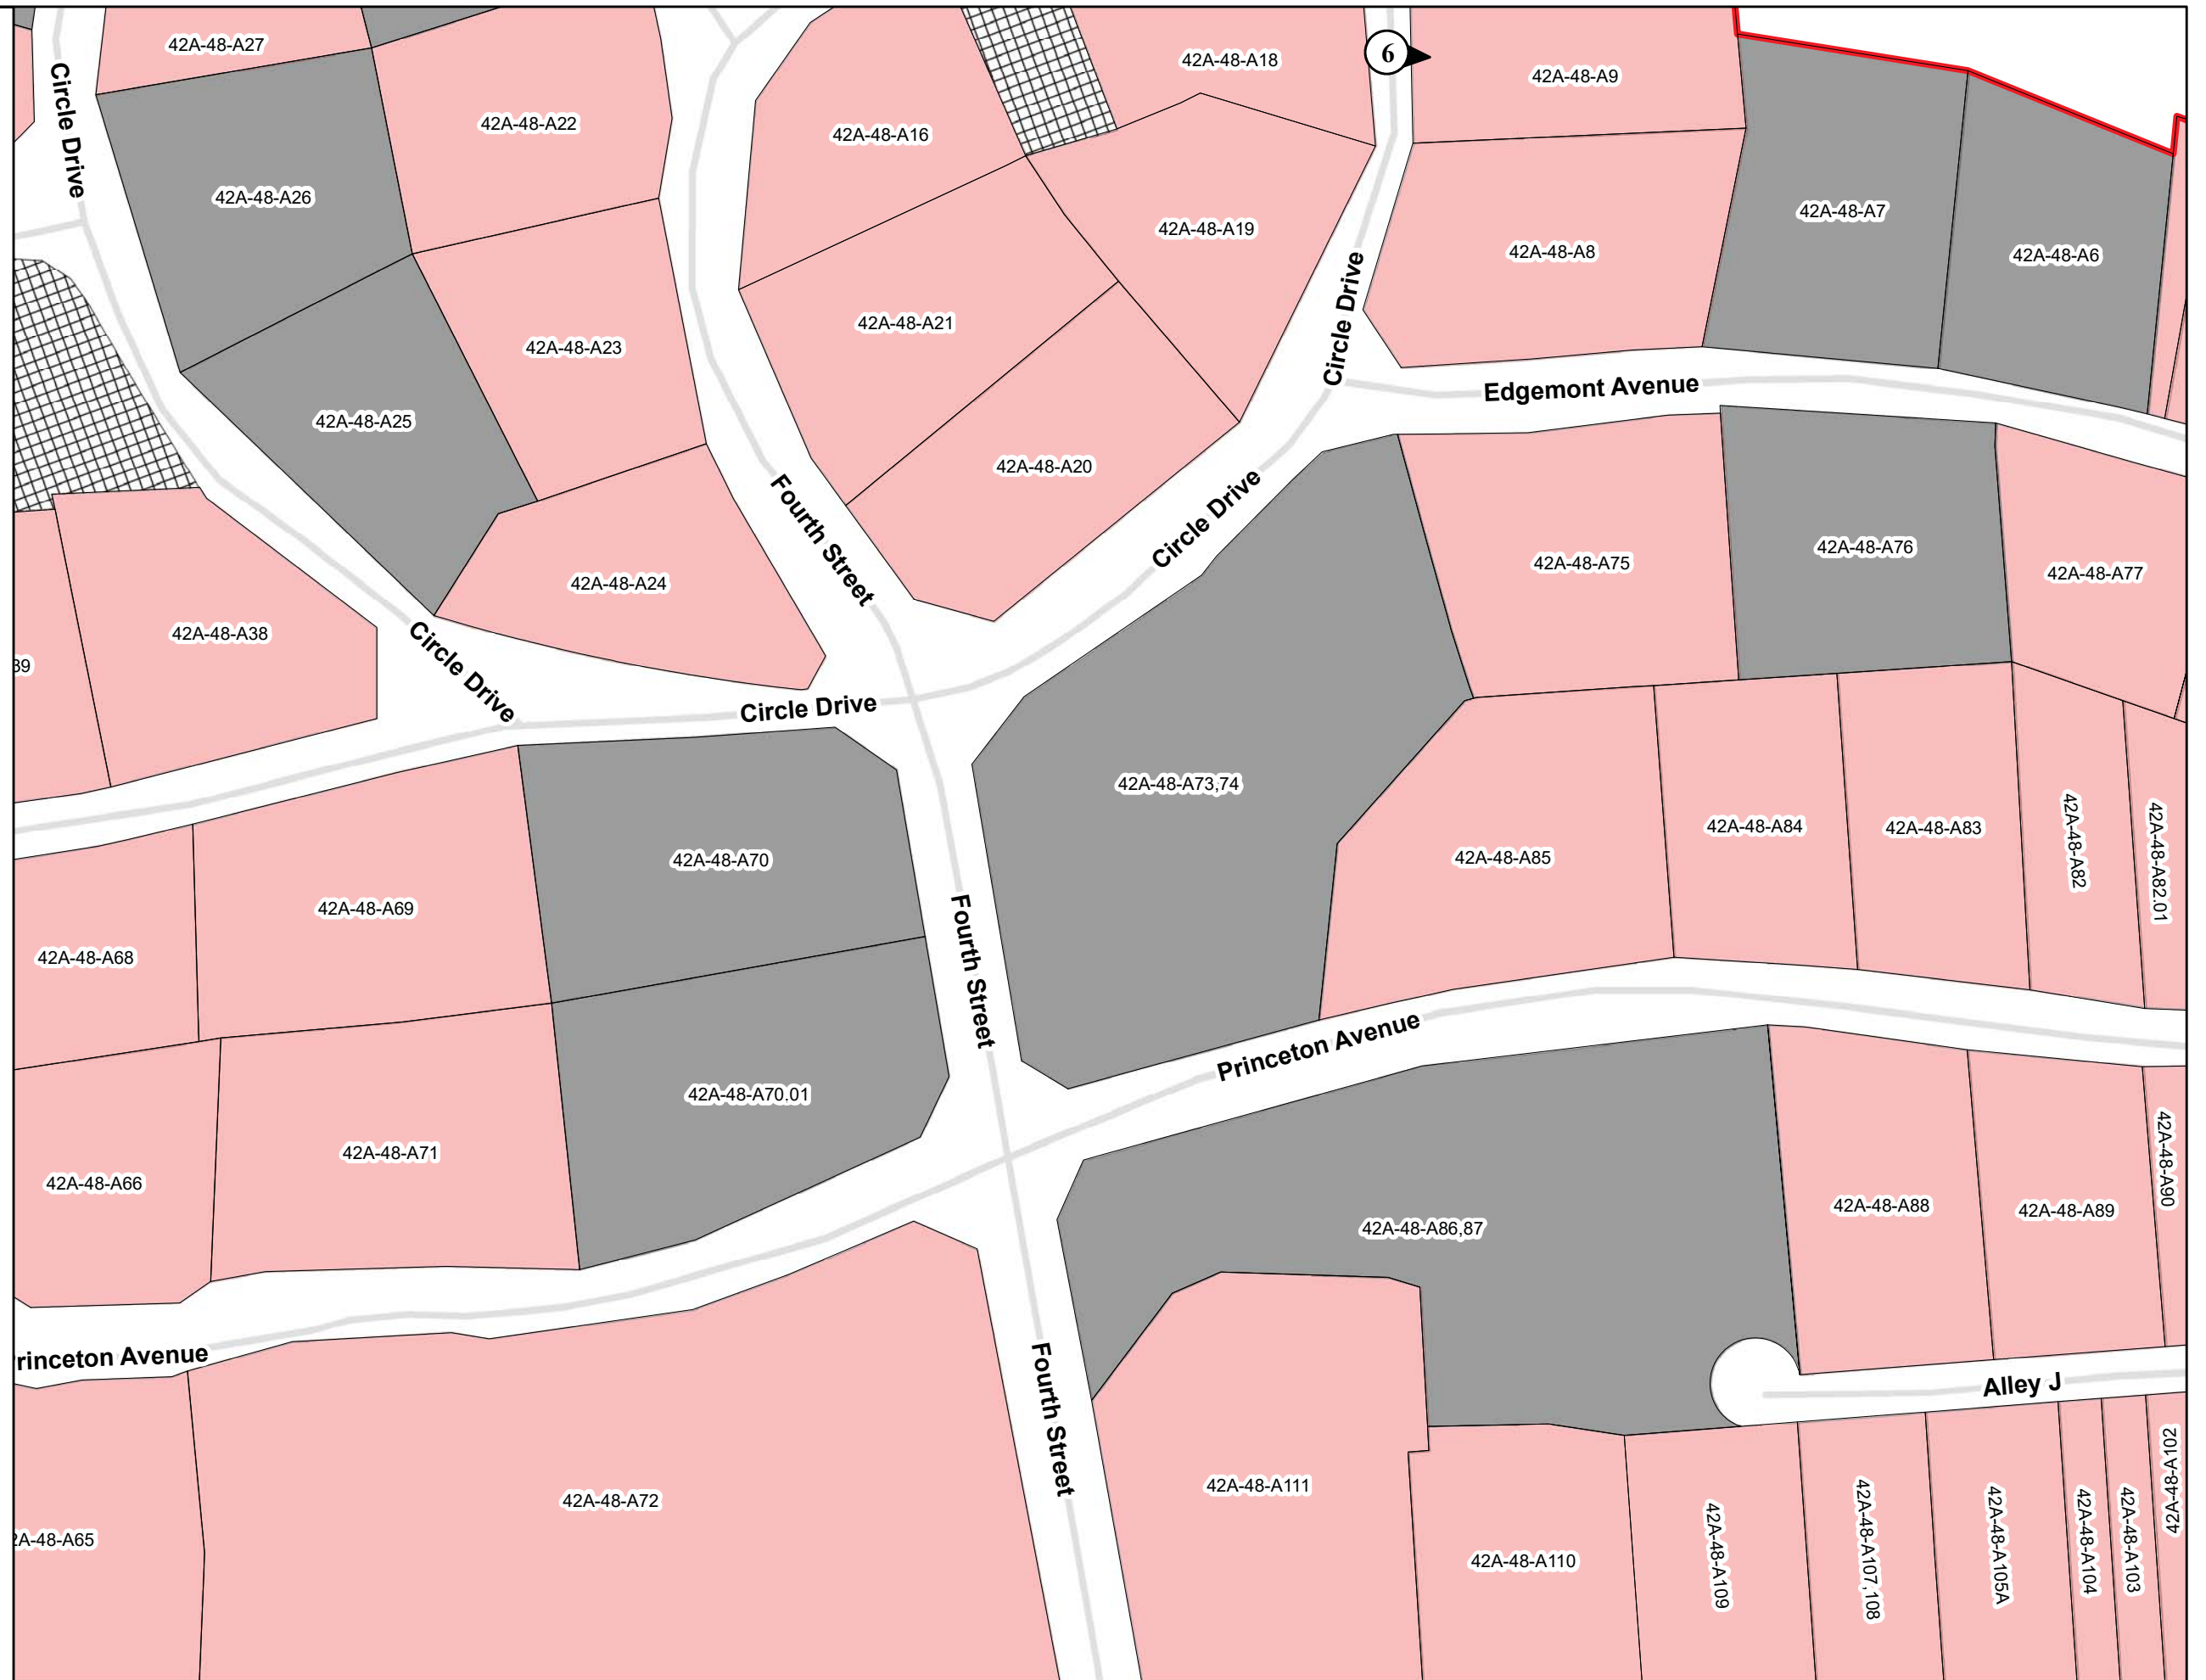 42A-48-A27
42A-48-A22
42A-48-A26
Circle Drive
42A-48-A16
42A-48-A18
6
42A-48-A9
42A-48-A19
42A-48-A8
42A-48-A7
42A-48-A6
42A-48-A21
42A-48-A23
42A-48-A25
Circle Drive
Edgemont Avenue
42A-48-A20
Fourth Street
Circle Drive
42A-48-A75
42A-48-A76
42A-48-A77
42A-48-A24
42A-48-A38
39
Circle Drive
Circle Drive
42A-48-A73,74
42A-48-A70
42A-48-A85
42A-48-A84
42A-48-A83
42A-48-A82
42A-48-A82.01
42A-48-A69
42A-48-A68
Fourth Street
Princeton Avenue
42A-48-A70.01
42A-48-A71
42A-48-A66
42A-48-A86,87
42A-48-A88
42A-48-A89
42A-48-A90
rinceton Avenue
Alley J
Fourth Street
42A-48-A72
2A-48-A65
42A-48-A111
42A-48-A110
42A-48-A109
42A-48-A107,108
42A-48-A105A
42A-48-A104
42A-48-A103
42A-48-A102